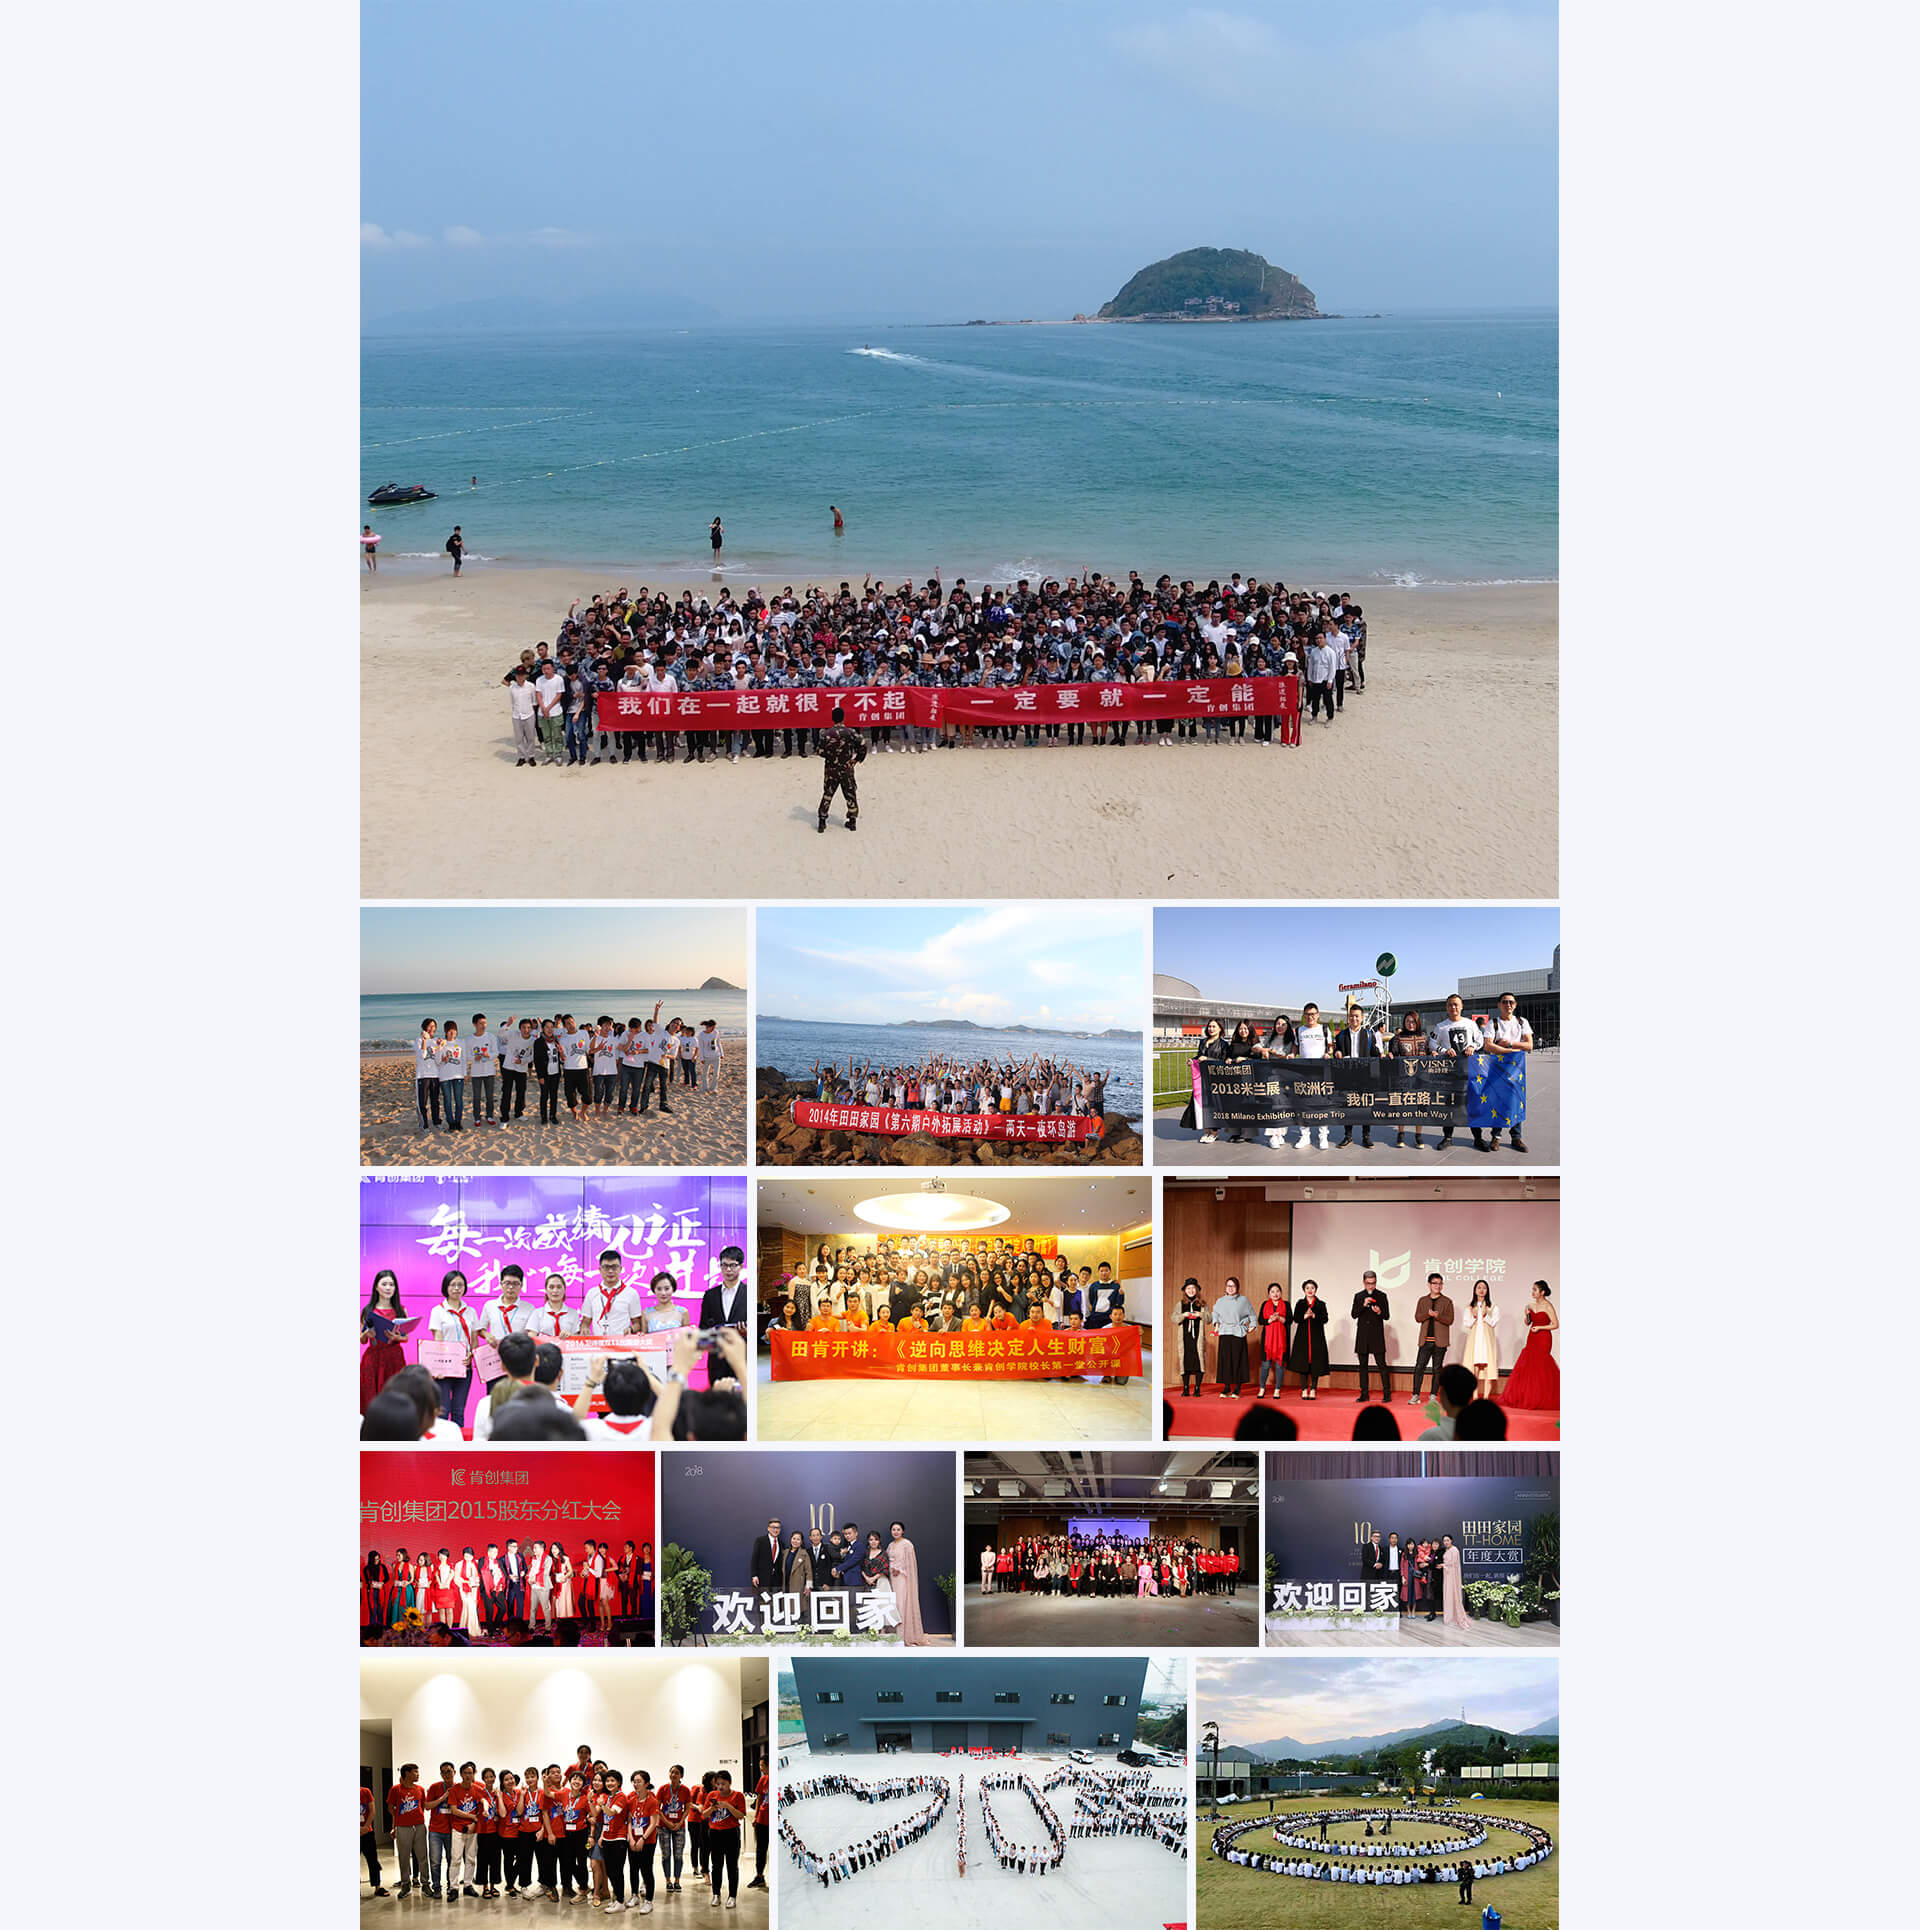 我们在一起就很了不起
肯创集团
一定要就一定能
肯创集团
fieramilano
肯创集团
VISNEY
2018米兰展·欧洲行
我们一直在路上！
2018 Milano Exhibition · Europe Trip
We are on the Way !
2014年田田家园《第六期户外拓展活动》— 两天一夜环岛游
肯创集团
每一次成绩见证
我们每一次进步
田肯开讲：《逆向思维决定人生财富》
肯创集团董事长兼肯创学院校长第一堂公开课
肯创学院
COLLEGE
肯创集团
肯创集团2015股东分红大会
2018
10
欢迎回家
2018
10
田田家园
TT-HOME
年度大赏
欢迎回家